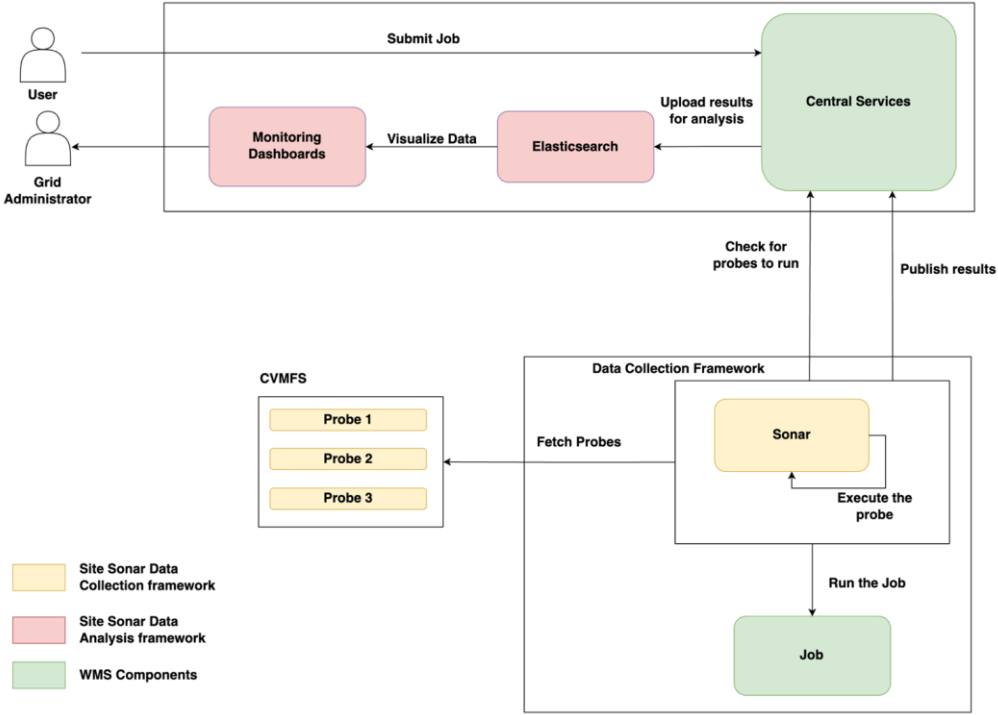 Submit Job
User
Central Services
Upload results
for analysis
Monitoring
Dashboards
Visualize Data
Elasticsearch
Grid
Administrator
Check for
probes to run
Publish results
Data Collection Framework
CVMFS
Probe 1
Probe 2
Probe 3
Fetch Probes
Sonar
Execute the
probe
Site Sonar Data
Collection framework
Run the Job
Site Sonar Data
Analysis framework
Job
WMS Components